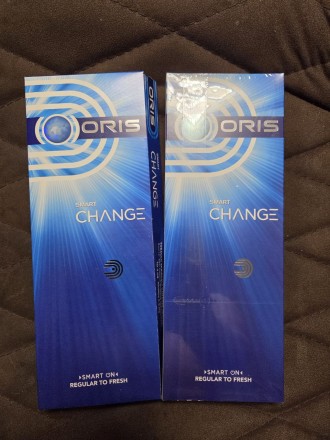 ORIS
SMART
CHANGE
▶SMART ON◀
REGULAR TO FRESH
ORIS
CHANGE
ORIS
SMART
CHANGE
▶SMART ON◀
REGULAR TO FRESH